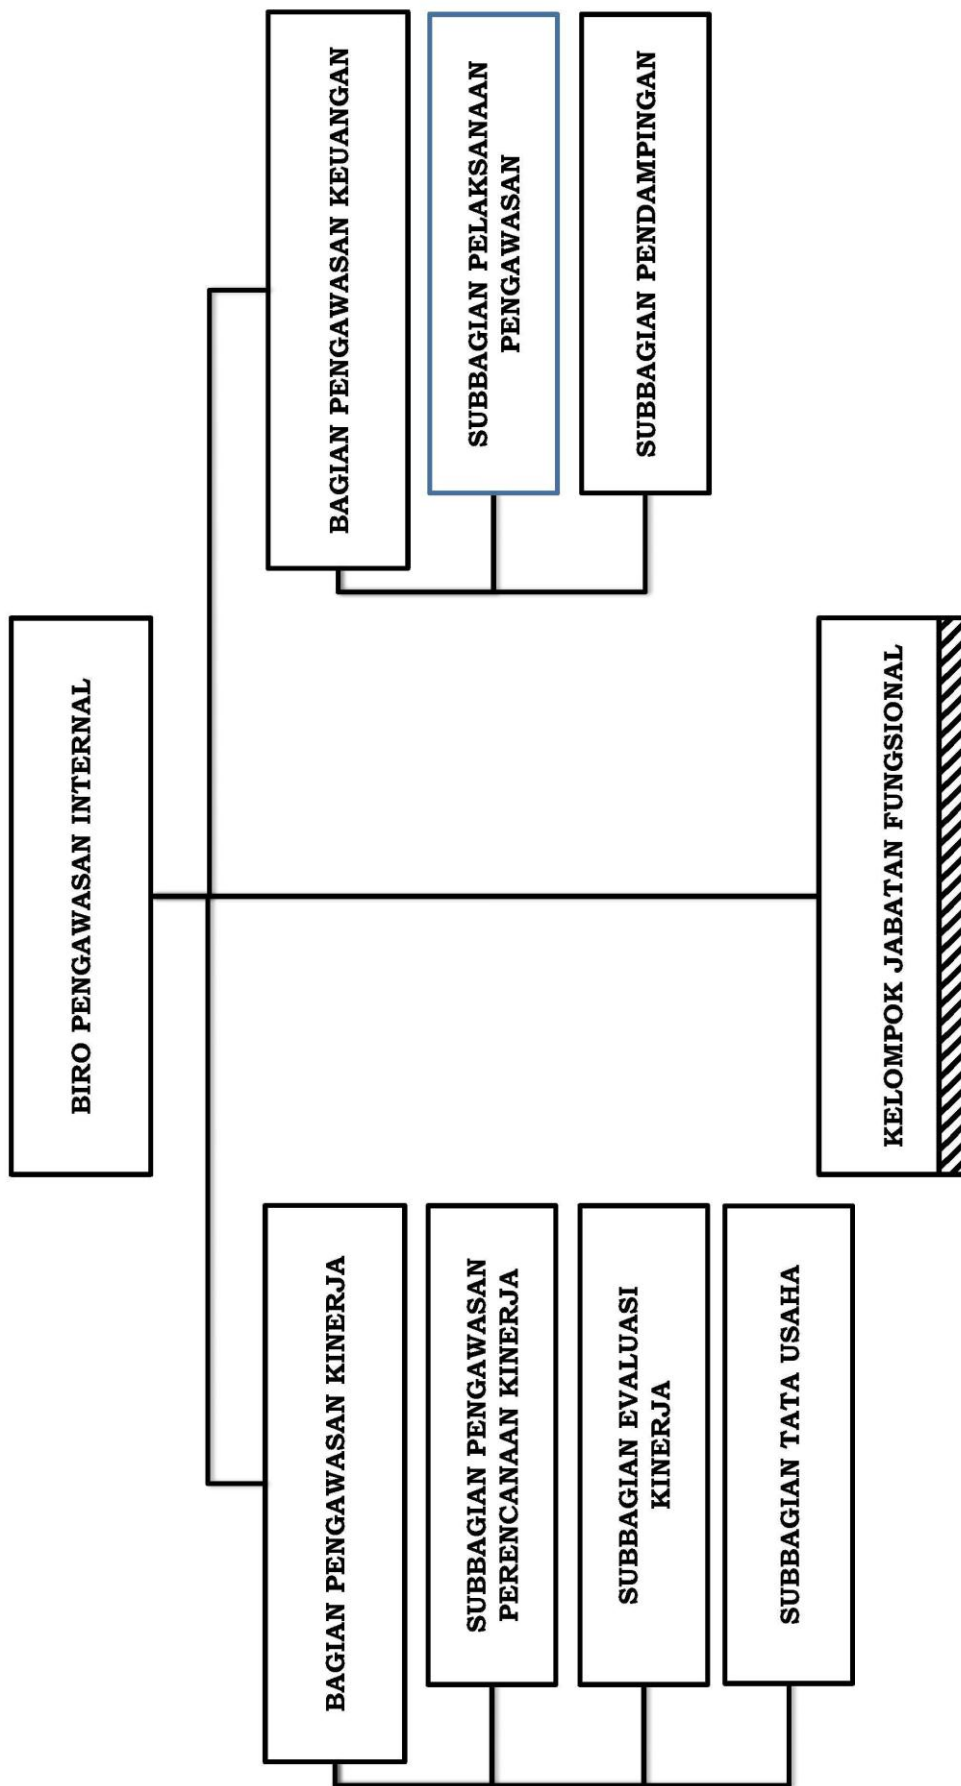 BIRO PENGAWASAN INTERNAL
BAGIAN PENGAWASAN KINERJA
SUBBAGIAN PENGAWASAN
PERENCANAAN KINERJA
SUBBAGIAN EVALUASI
KINERJA
SUBBAGIAN TATA USAHA
BAGIAN PENGAWASAN KEUANGAN
SUBBAGIAN PELAKSANAAN
PENGAWASAN
SUBBAGIAN PENDAMPINGAN
KELOMPOK JABATAN FUNGSIONAL